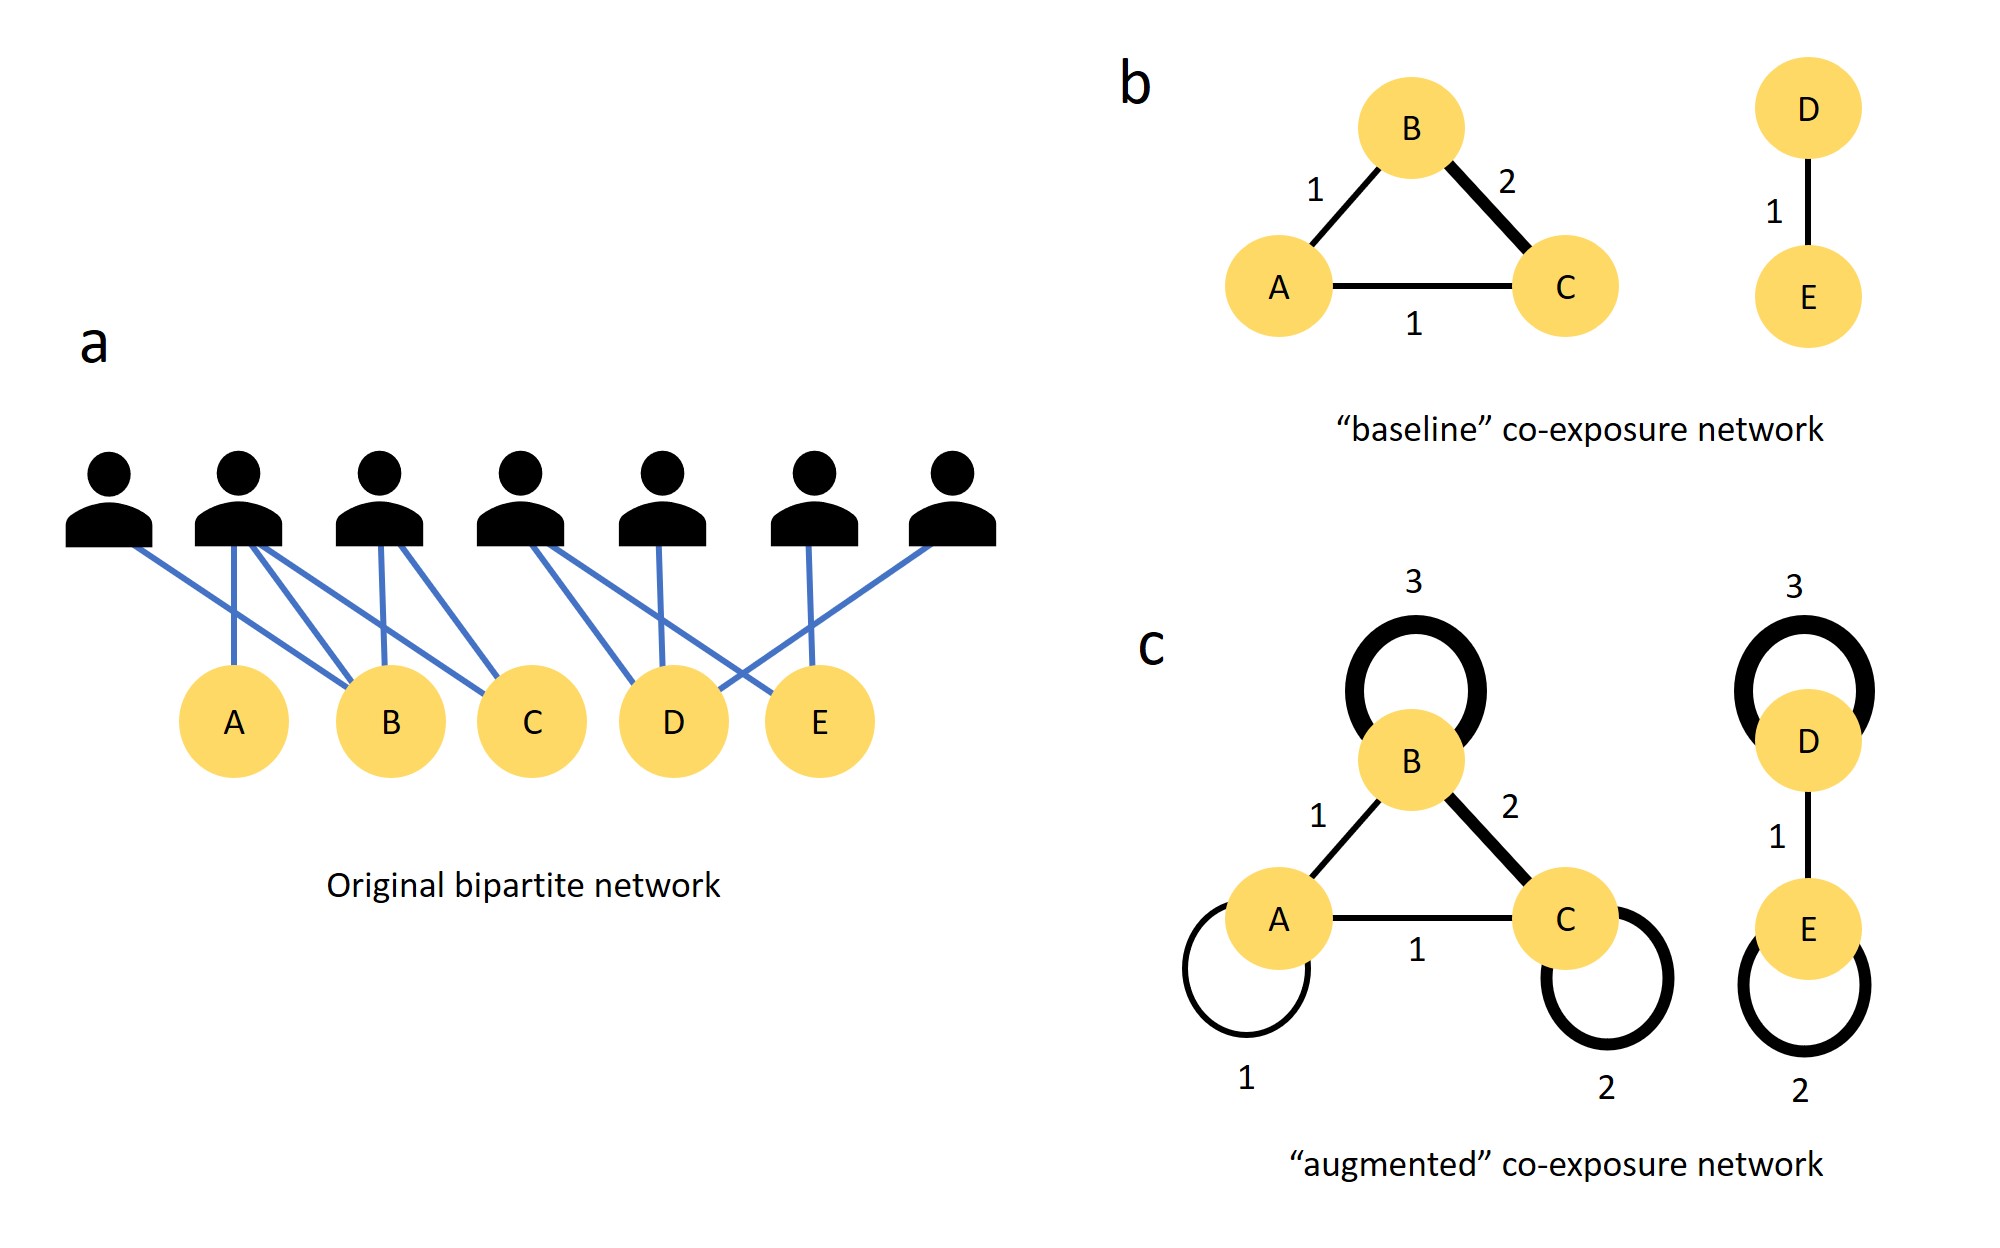 a
A
B
C
D
E
Original bipartite network
b
B
D
1
2
1
A
C
E
1
“baseline” co-exposure network
c
3
3
B
D
1
2
1
A
C
E
1
1
2
2
“augmented” co-exposure network